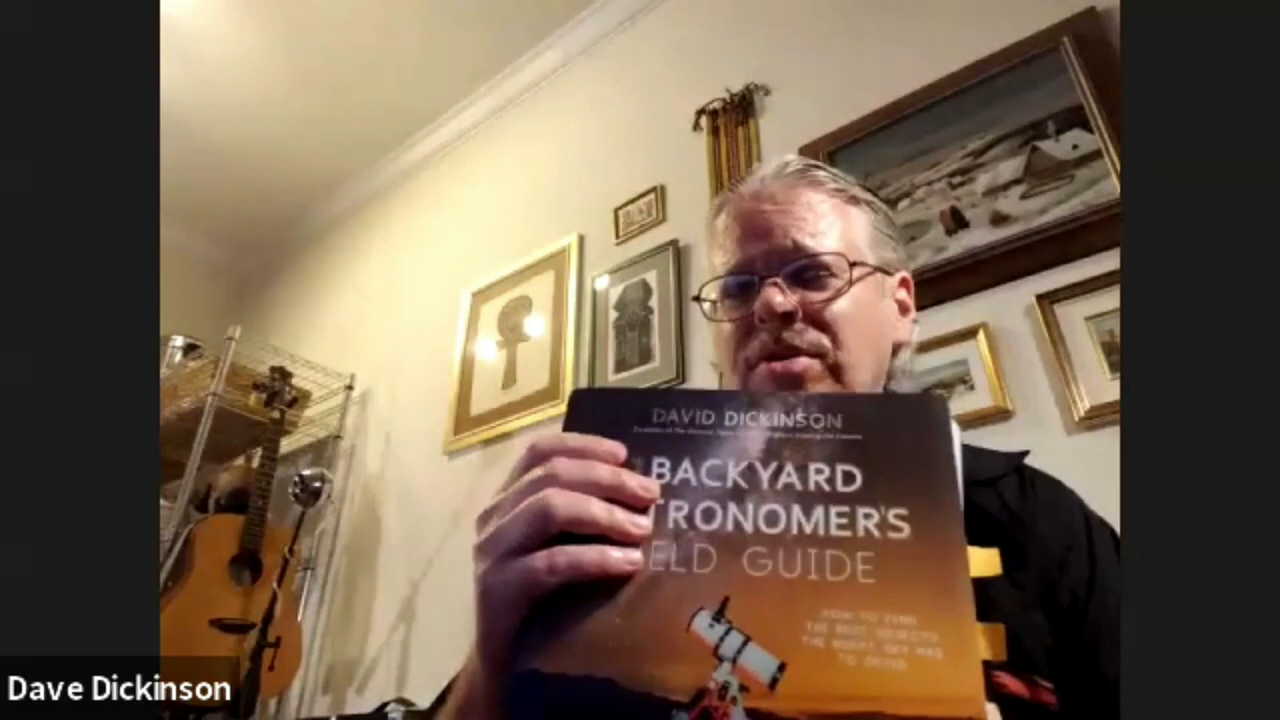 DAVID DICKINSON
BACKYARD
TRONOMER'S
ELD GUIDE
HOW TO FIND
THE BEST OBJECTS
THE NIGHT SKY HAS
TO OFFER
Dave Dickinson